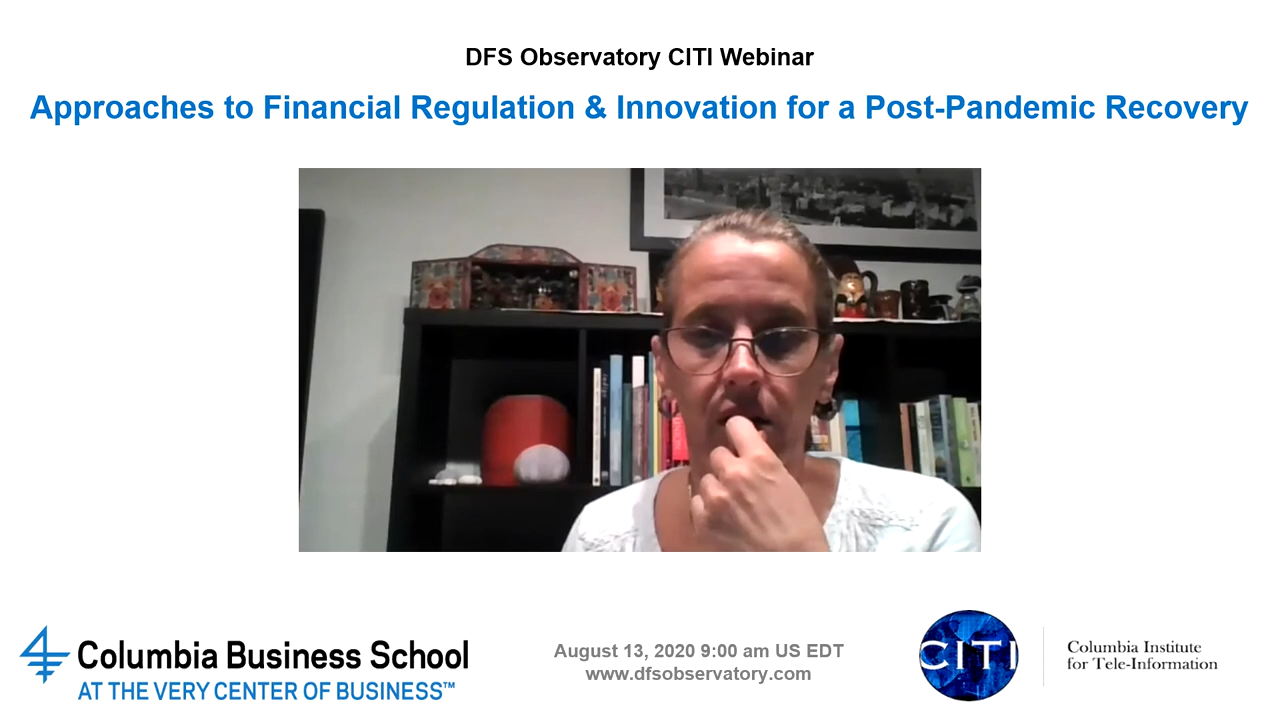 DFS Observatory CITI Webinar
Approaches to Financial Regulation & Innovation for a Post-Pandemic Recovery
Columbia Business School
AT THE VERY CENTER OF BUSINESS™
August 13, 2020 9:00 am US EDT
www.dfsobservatory.com
CITI
Columbia Institute
for Tele-Information